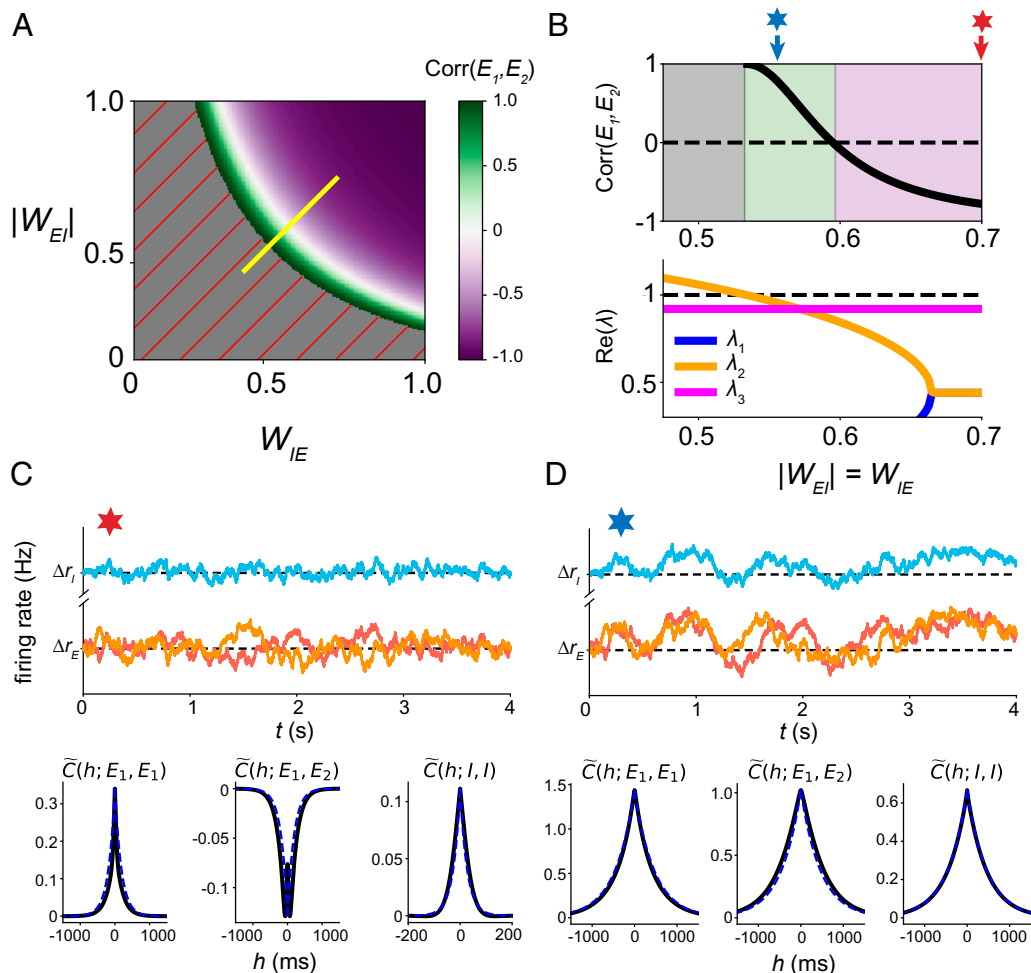 A
Corr(E1,E2)
1.0
|WEI|
0.5
0
0
0.5
1.0
WIE
1.0
0.5
0
-0.5
-1.0
B
Corr(E1,E2)
1
0
-1
0.5
0.6
0.7
Re(λ)
1
0.5
λ1
λ2
λ3
0.5
0.6
0.7
|WEI| = WIE
C
firing rate (Hz)
ΔrI
ΔrE
0
1
2
3
4
t (s)
C̃(h; E1, E1)
0.3
0.2
0.1
0
-1000
0
1000
C̃(h; E1, E2)
0
-0.05
-0.1
-1000
0
1000
C̃(h; I, I)
0.1
0.05
0
-200
0
200
h (ms)
D
ΔrI
ΔrE
0
1
2
3
4
t (s)
C̃(h; E1, E1)
1.5
1.0
0.5
0
-1000
0
1000
C̃(h; E1, E2)
1.0
0.5
0
-1000
0
1000
C̃(h; I, I)
0.6
0.4
0.2
0
-1000
0
1000
h (ms)